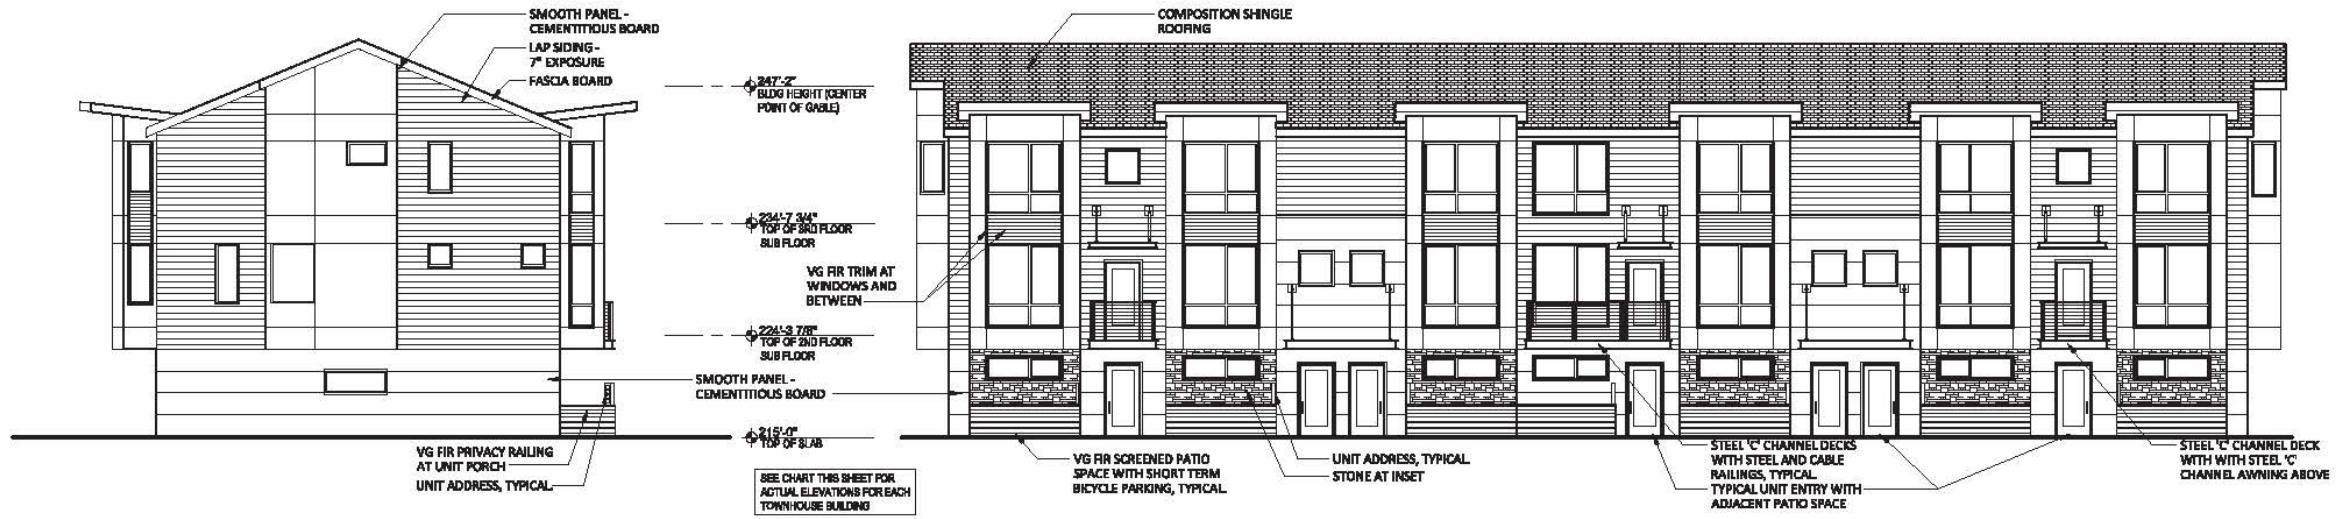 SMOOTH PANEL -
CEMENTITIOUS BOARD
LAP SIDING -
7" EXPOSURE
FASCIA BOARD
COMPOSITION SHINGLE
ROOFING
247'-2"
BLDG HEIGHT (CENTER
POINT OF GABLE)
234'-7 3/4"
TOP OF 3RD FLOOR
SUB FLOOR
VG FIR TRIM AT
WINDOWS AND
BETWEEN
224'-3 7/8"
TOP OF 2ND FLOOR
SUB FLOOR
SMOOTH PANEL -
CEMENTITIOUS BOARD
215'-0"
TOP OF SLAB
VG FIR PRIVACY RAILING
AT UNIT PORCH
UNIT ADDRESS, TYPICAL
SEE CHART THIS SHEET FOR
ACTUAL ELEVATIONS FOR EACH
TOWNHOUSE BUILDING
VG FIR SCREENED PATIO
SPACE WITH SHORT TERM
BICYCLE PARKING, TYPICAL
UNIT ADDRESS, TYPICAL
STONE AT INSET
STEEL 'C' CHANNEL DECKS
WITH STEEL AND CABLE
RAILINGS, TYPICAL
TYPICAL UNIT ENTRY WITH
ADJACENT PATIO SPACE
STEEL 'C' CHANNEL DECK
WITH WITH STEEL 'C'
CHANNEL AWNING ABOVE